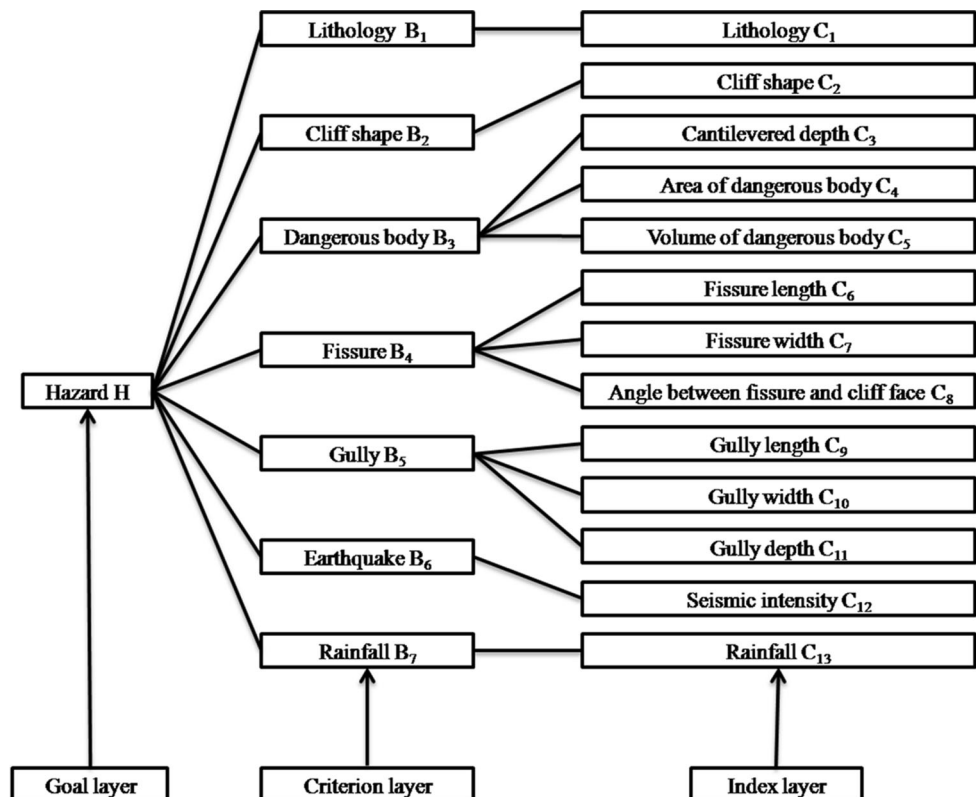 Lithology B₁
Lithology C₁
Cliff shape C₂
Cliff shape B₂
Cantilevered depth C₃
Area of dangerous body C₄
Dangerous body B₃
Volume of dangerous body C₅
Fissure length C₆
Fissure B₄
Fissure width C₇
Hazard H
Angle between fissure and cliff face C₈
Gully B₅
Gully length C₉
Gully width C₁₀
Earthquake B₆
Gully depth C₁₁
Seismic intensity C₁₂
Rainfall B₇
Rainfall C₁₃
Goal layer
Criterion layer
Index layer